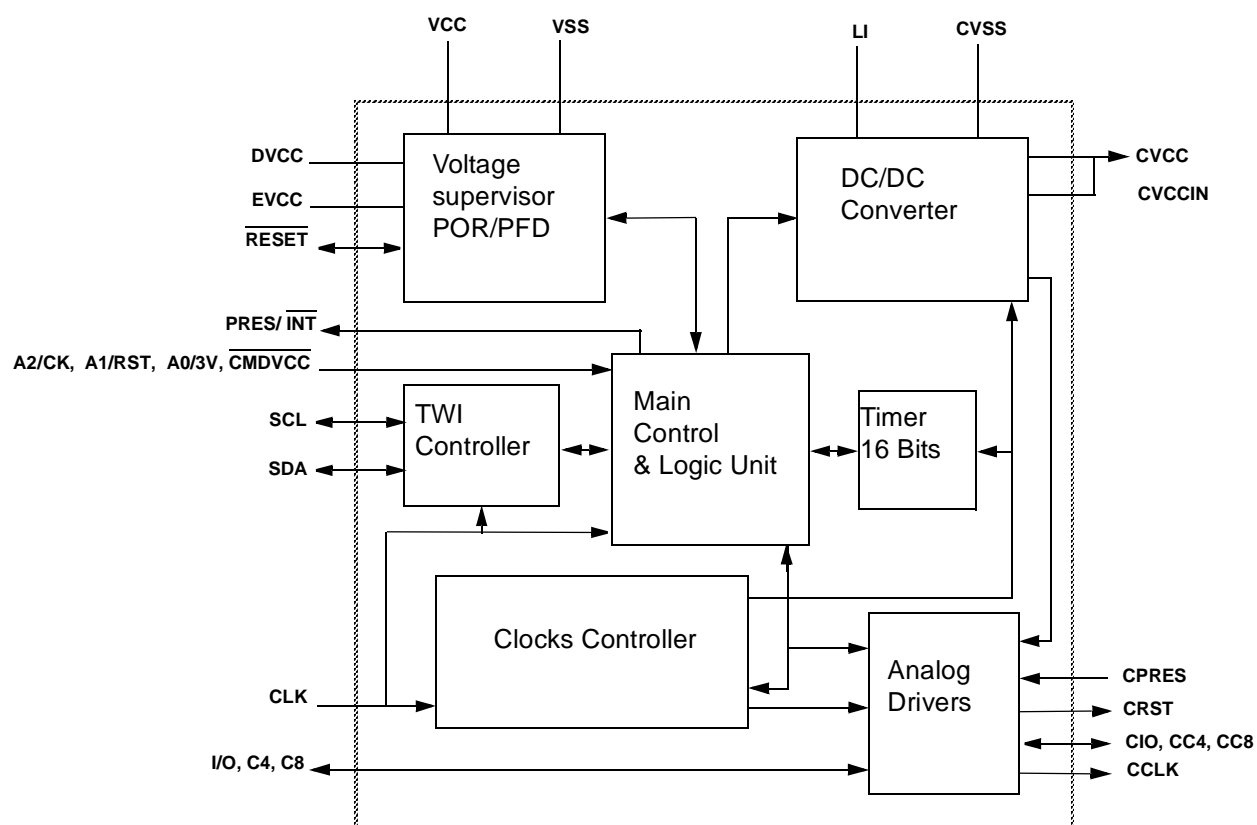 VCC
VSS
LI
CVSS
DVCC
EVCC
RESET
Voltage
supervisor
POR/PFD
DC/DC
Converter
CVCC
CVCCIN
PRES/ INT
A2/CK, A1/RST, A0/3V, CMDVCC
SCL
SDA
TWI
Controller
Main
Control
& Logic Unit
Timer
16 Bits
Clocks Controller
CLK
I/O, C4, C8
Analog
Drivers
CPRES
CRST
CIO, CC4, CC8
CCLK